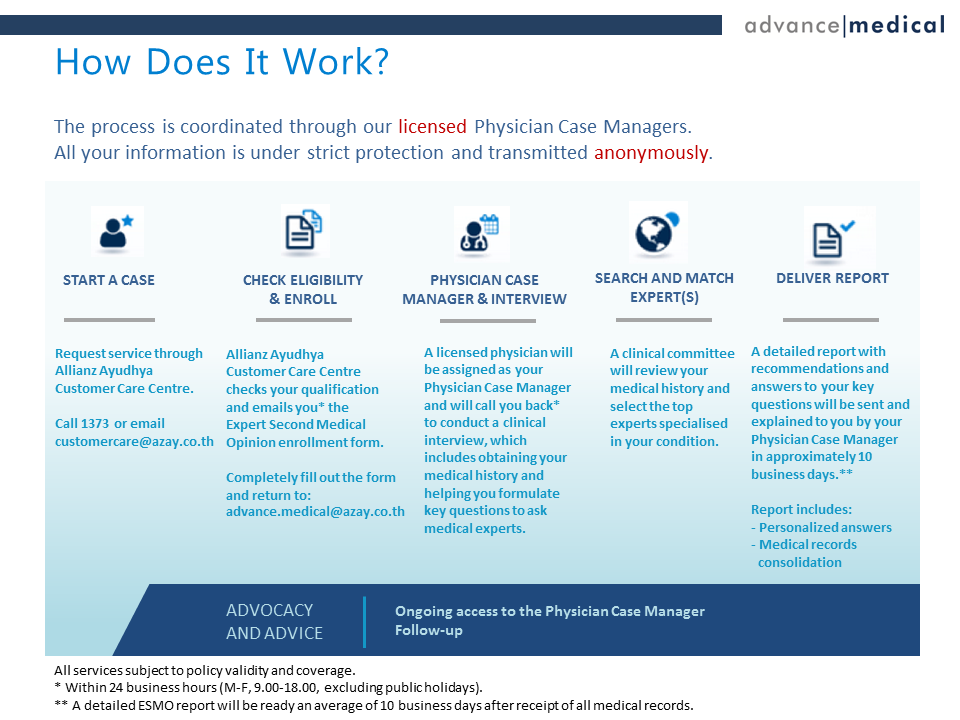 advance|medical
How Does It Work?
The process is coordinated through our licensed Physician Case Managers.
All your information is under strict protection and transmitted anonymously.
START A CASE
Request service through
Allianz Ayudhya
Customer Care Centre.
Call 1373 or email
customercare@azay.co.th
CHECK ELIGIBILITY
& ENROLL
Allianz Ayudhya
Customer Care Centre
checks your qualification
and emails you* the
Expert Second Medical
Opinion enrollment form.
Completely fill out the form
and return to:
advance.medical@azay.co.th
PHYSICIAN CASE
MANAGER & INTERVIEW
A licensed physician will
be assigned as your
Physician Case Manager
and will call you back*
to conduct a clinical
interview, which
includes obtaining your
medical history and
helping you formulate
key questions to ask
medical experts.
SEARCH AND MATCH
EXPERT(S)
A clinical committee
will review your
medical history and
select the top
experts specialised
in your condition.
DELIVER REPORT
A detailed report with
recommendations and
answers to your key
questions will be sent and
explained to you by your
Physician Case Manager
in approximately 10
business days.**
Report includes:
- Personalized answers
- Medical records
consolidation
ADVOCACY
AND ADVICE
Ongoing access to the Physician Case Manager
Follow-up
All services subject to policy validity and coverage.
* Within 24 business hours (M-F, 9.00-18.00, excluding public holidays).
** A detailed ESMO report will be ready an average of 10 business days after receipt of all medical records.